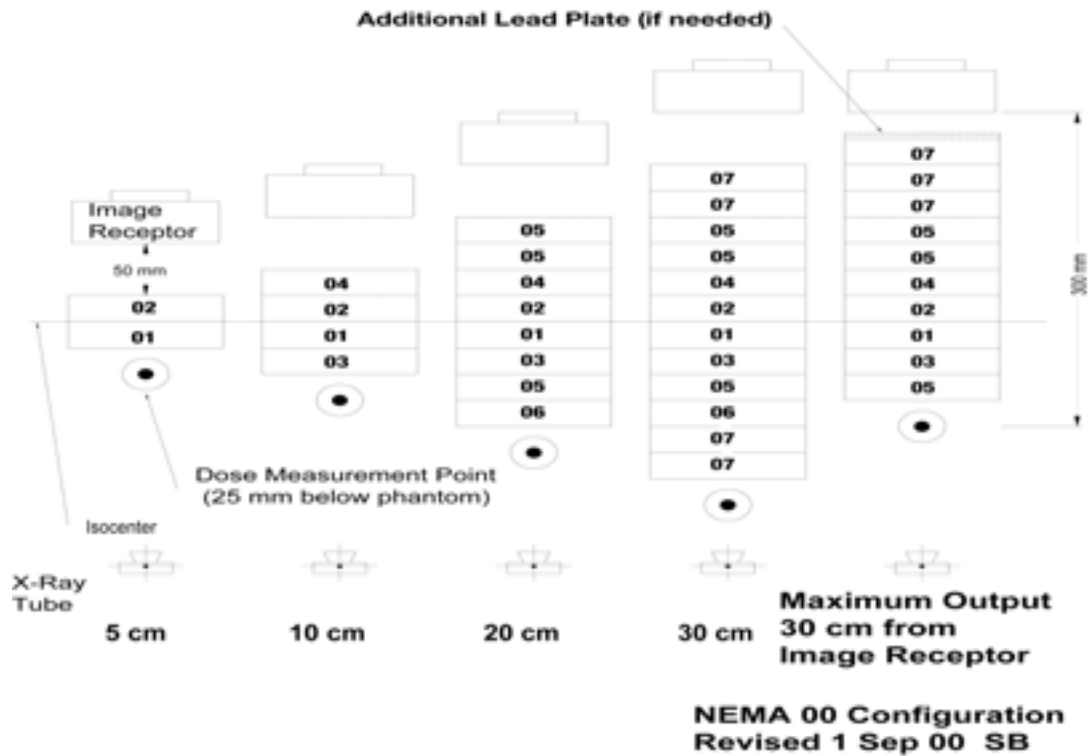 Additional Lead Plate (if needed)
Image
Receptor
50 mm
02
01
04
02
01
03
05
05
04
02
01
03
05
06
07
07
05
05
04
02
01
03
05
06
07
07
07
07
07
05
05
04
02
01
03
05
300 mm
Dose Measurement Point
(25 mm below phantom)
Isocenter
X-Ray
Tube
5 cm
10 cm
20 cm
30 cm
Maximum Output
30 cm from
Image Receptor
NEMA 00 Configuration
Revised 1 Sep 00 SB